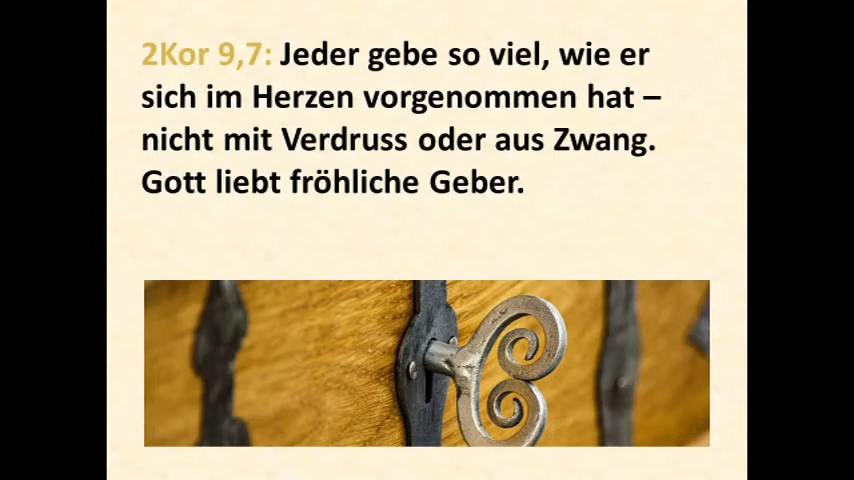 2Kor 9,7: Jeder gebe so viel, wie er
sich im Herzen vorgenommen hat –
nicht mit Verdruss oder aus Zwang.
Gott liebt fröhliche Geber.